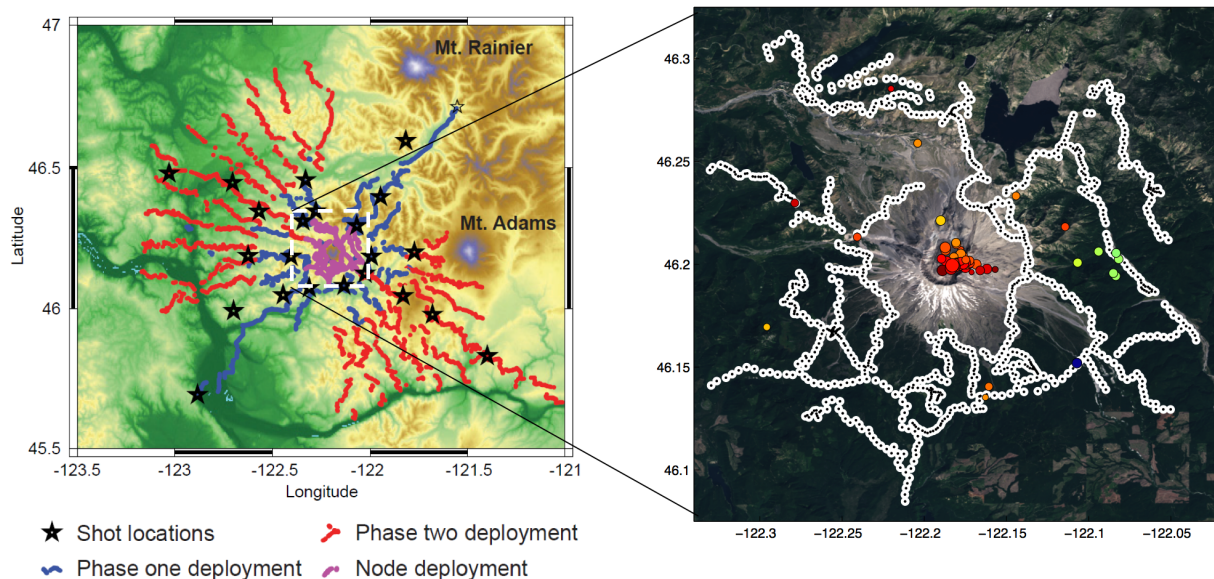 47
46.5
46
45.5
Latitude
-123.5
-123
-122.5
-122
-121.5
-121
Longitude
Mt. Rainier
Mt. Adams
Shot locations
Phase two deployment
Phase one deployment
Node deployment
46.3
46.25
46.2
46.15
46.1
-122.3
-122.25
-122.2
-122.15
-122.1
-122.05